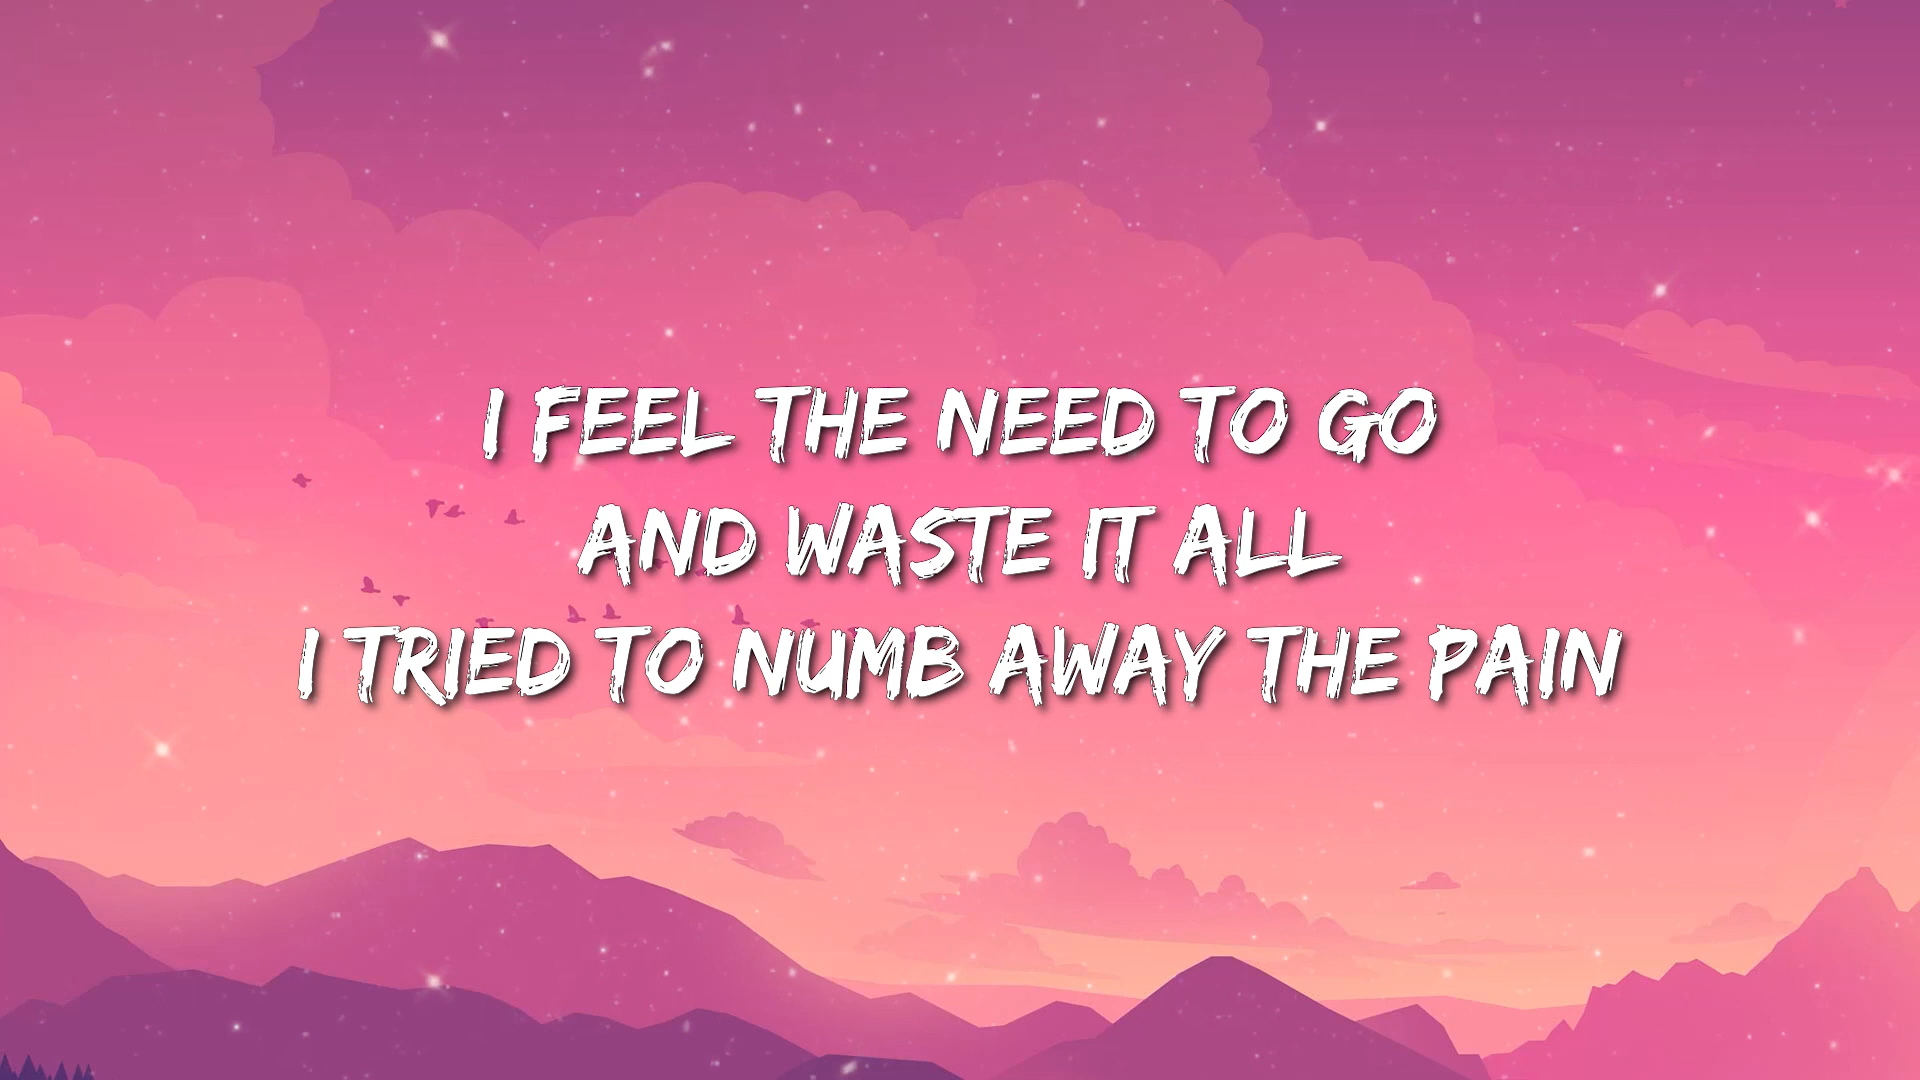 I FEEL THE NEED TO GO
AND WASTE IT ALL
I TRIED TO NUMB AWAY THE PAIN